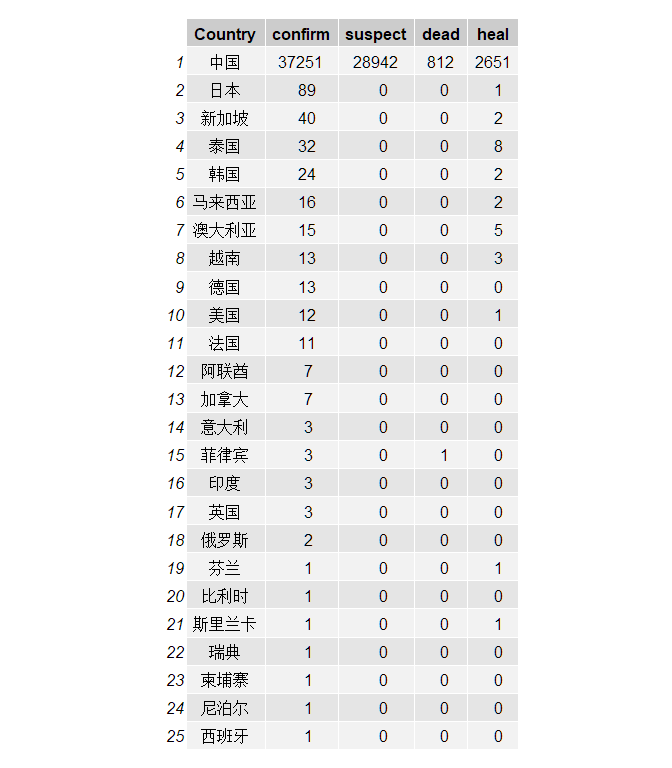 Country confirm suspect dead heal
1 中国 37251 28942 812 2651
2 日本 89 0 0 1
3 新加坡 40 0 0 2
4 泰国 32 0 0 8
5 韩国 24 0 0 2
6 马来西亚 16 0 0 2
7 澳大利亚 15 0 0 5
8 越南 13 0 0 3
9 德国 13 0 0 0
10 美国 12 0 0 1
11 法国 11 0 0 0
12 阿联酋 7 0 0 0
13 加拿大 7 0 0 0
14 意大利 3 0 0 0
15 菲律宾 3 0 1 0
16 印度 3 0 0 0
17 英国 3 0 0 0
18 俄罗斯 2 0 0 0
19 芬兰 1 0 0 1
20 比利时 1 0 0 0
21 斯里兰卡 1 0 0 1
22 瑞典 1 0 0 0
23 柬埔寨 1 0 0 0
24 尼泊尔 1 0 0 0
25 西班牙 1 0 0 0